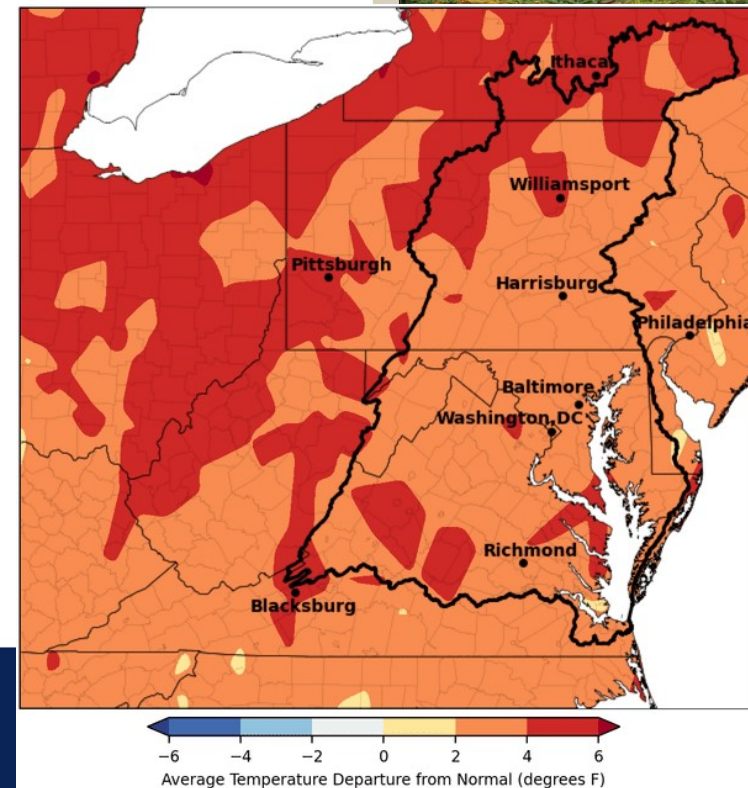 Ithaca
Williamsport
Pittsburgh
Harrisburg
Philadelphia
Baltimore
Washington,DC
Richmond
Blacksburg
−6 −4 −2 0 2 4 6
Average Temperature Departure from Normal (degrees F)